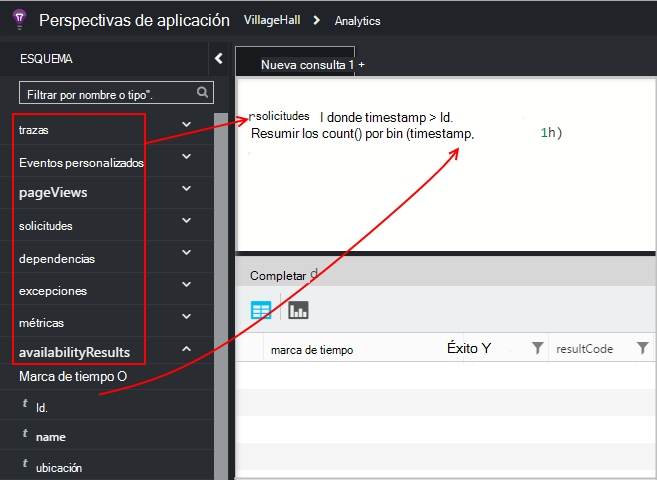 Perspectivas de aplicación VillageHall > Analytics
ESQUEMA
Filtrar por nombre o tipo".
trazas
Eventos personalizados
pageViews
solicitudes
dependencias
excepciones
métricas
availabilityResults
Marca de tiempo O
t Id.
t name
t ubicación
Nueva consulta 1 +
rsolicitudes | donde timestamp > Id.
Resumir los count() por bin (timestamp, 1h)
Completar d
marca de tiempo Éxito Y resultCode